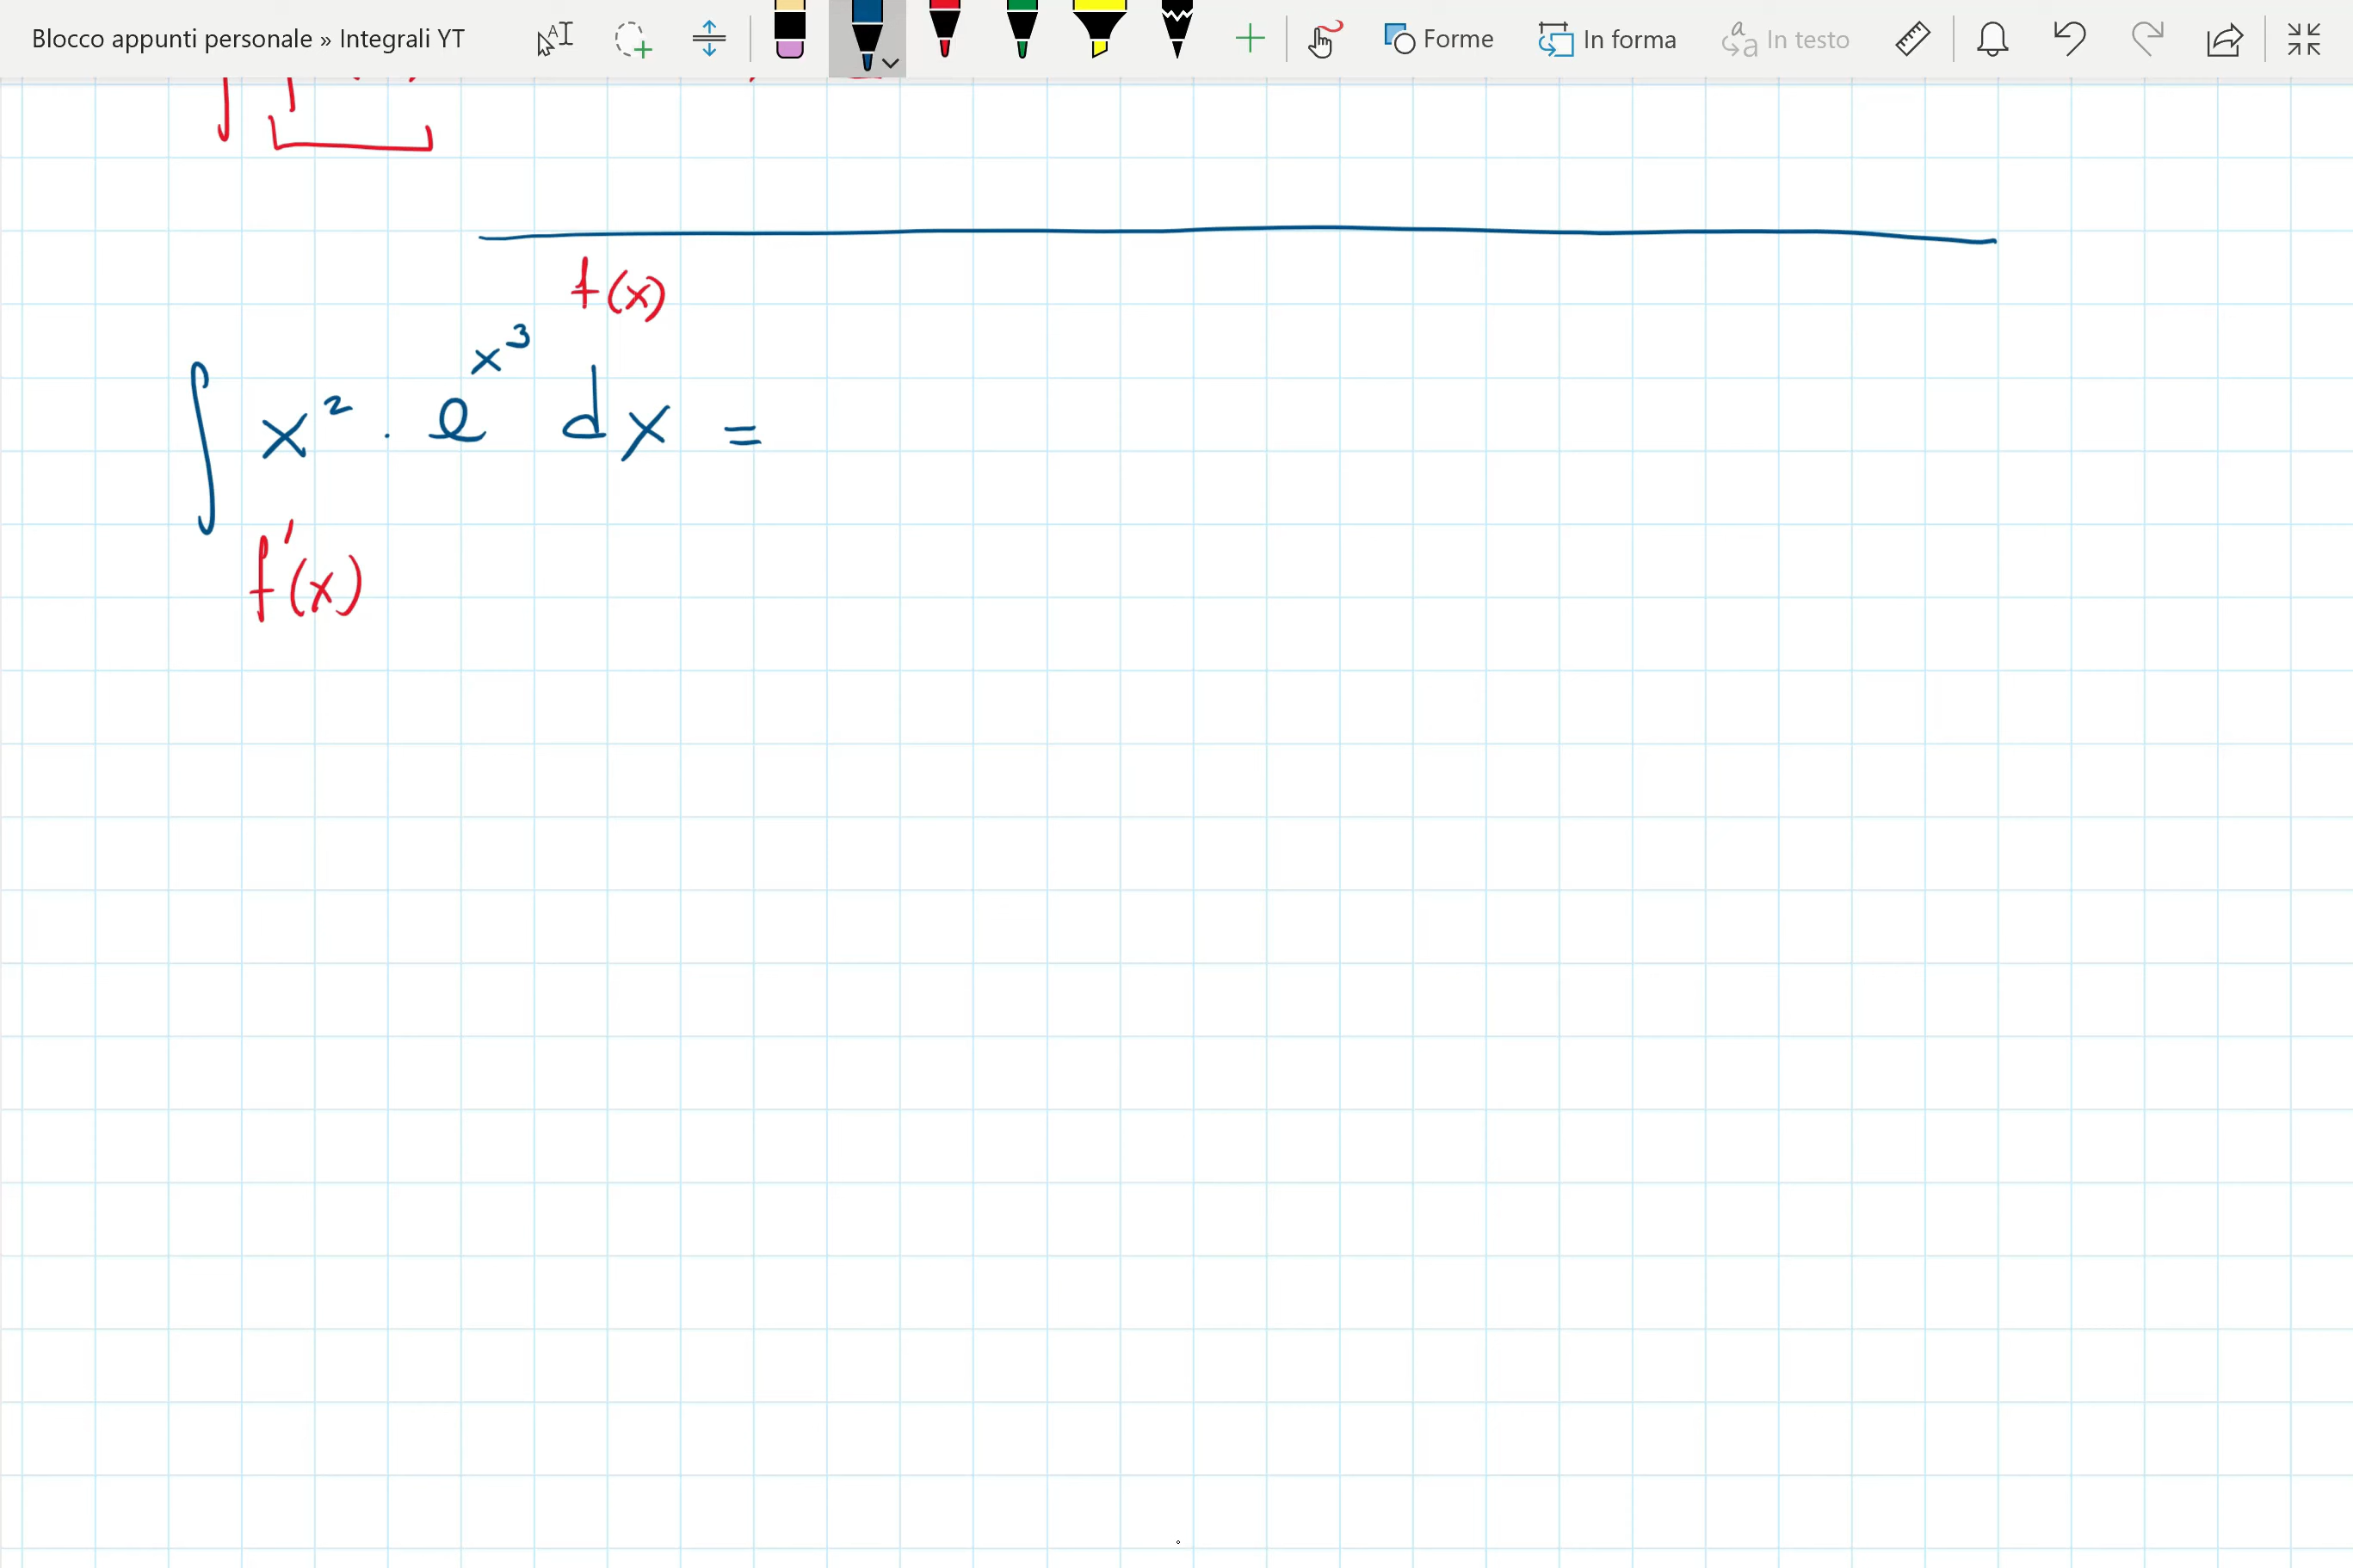 Blocco appunti personale » Integrali YT Forme In forma In testo
f(x)
∫ x² · e^x³ dx =
f'(x)